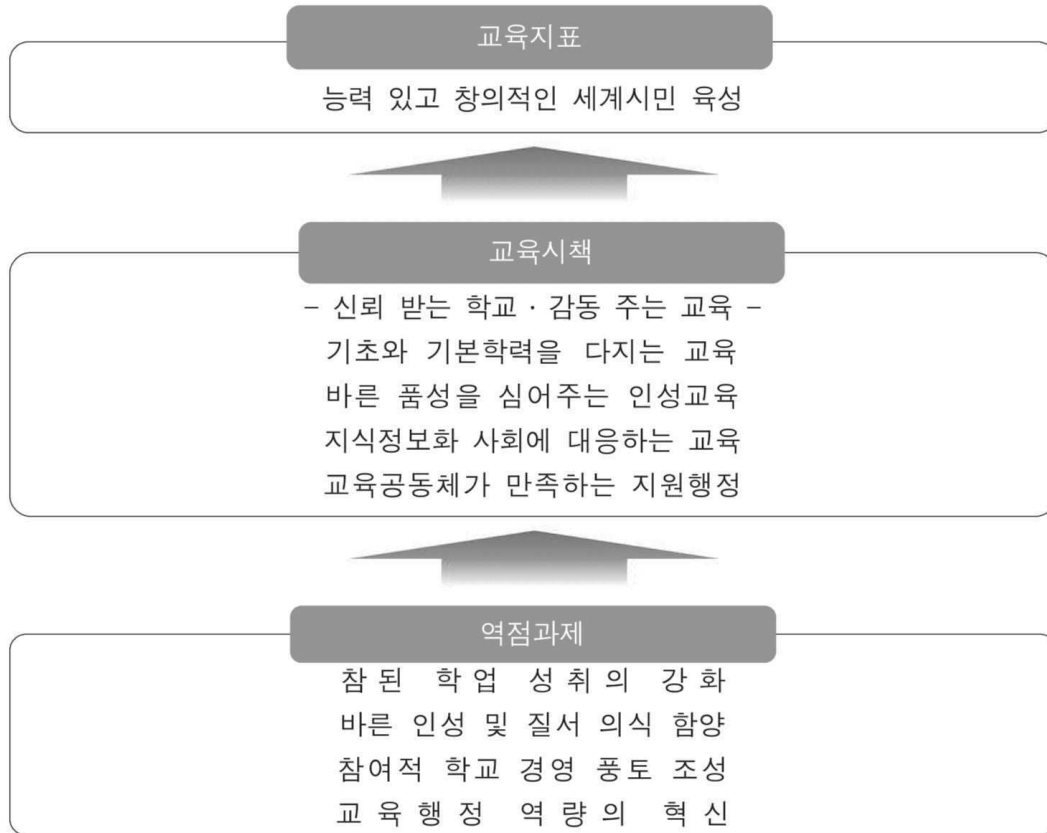 교육지표
능력 있고 창의적인 세계시민 육성
교육시책
– 신뢰 받는 학교 · 감동 주는 교육 –
기초와 기본학력을 다지는 교육
바른 품성을 심어주는 인성교육
지식정보화 사회에 대응하는 교육
교육공동체가 만족하는 지원행정
역점과제
참된 학업 성취의 강화
바른 인성 및 질서 의식 함양
참여적 학교 경영 풍토 조성
교육행정 역량의 혁신